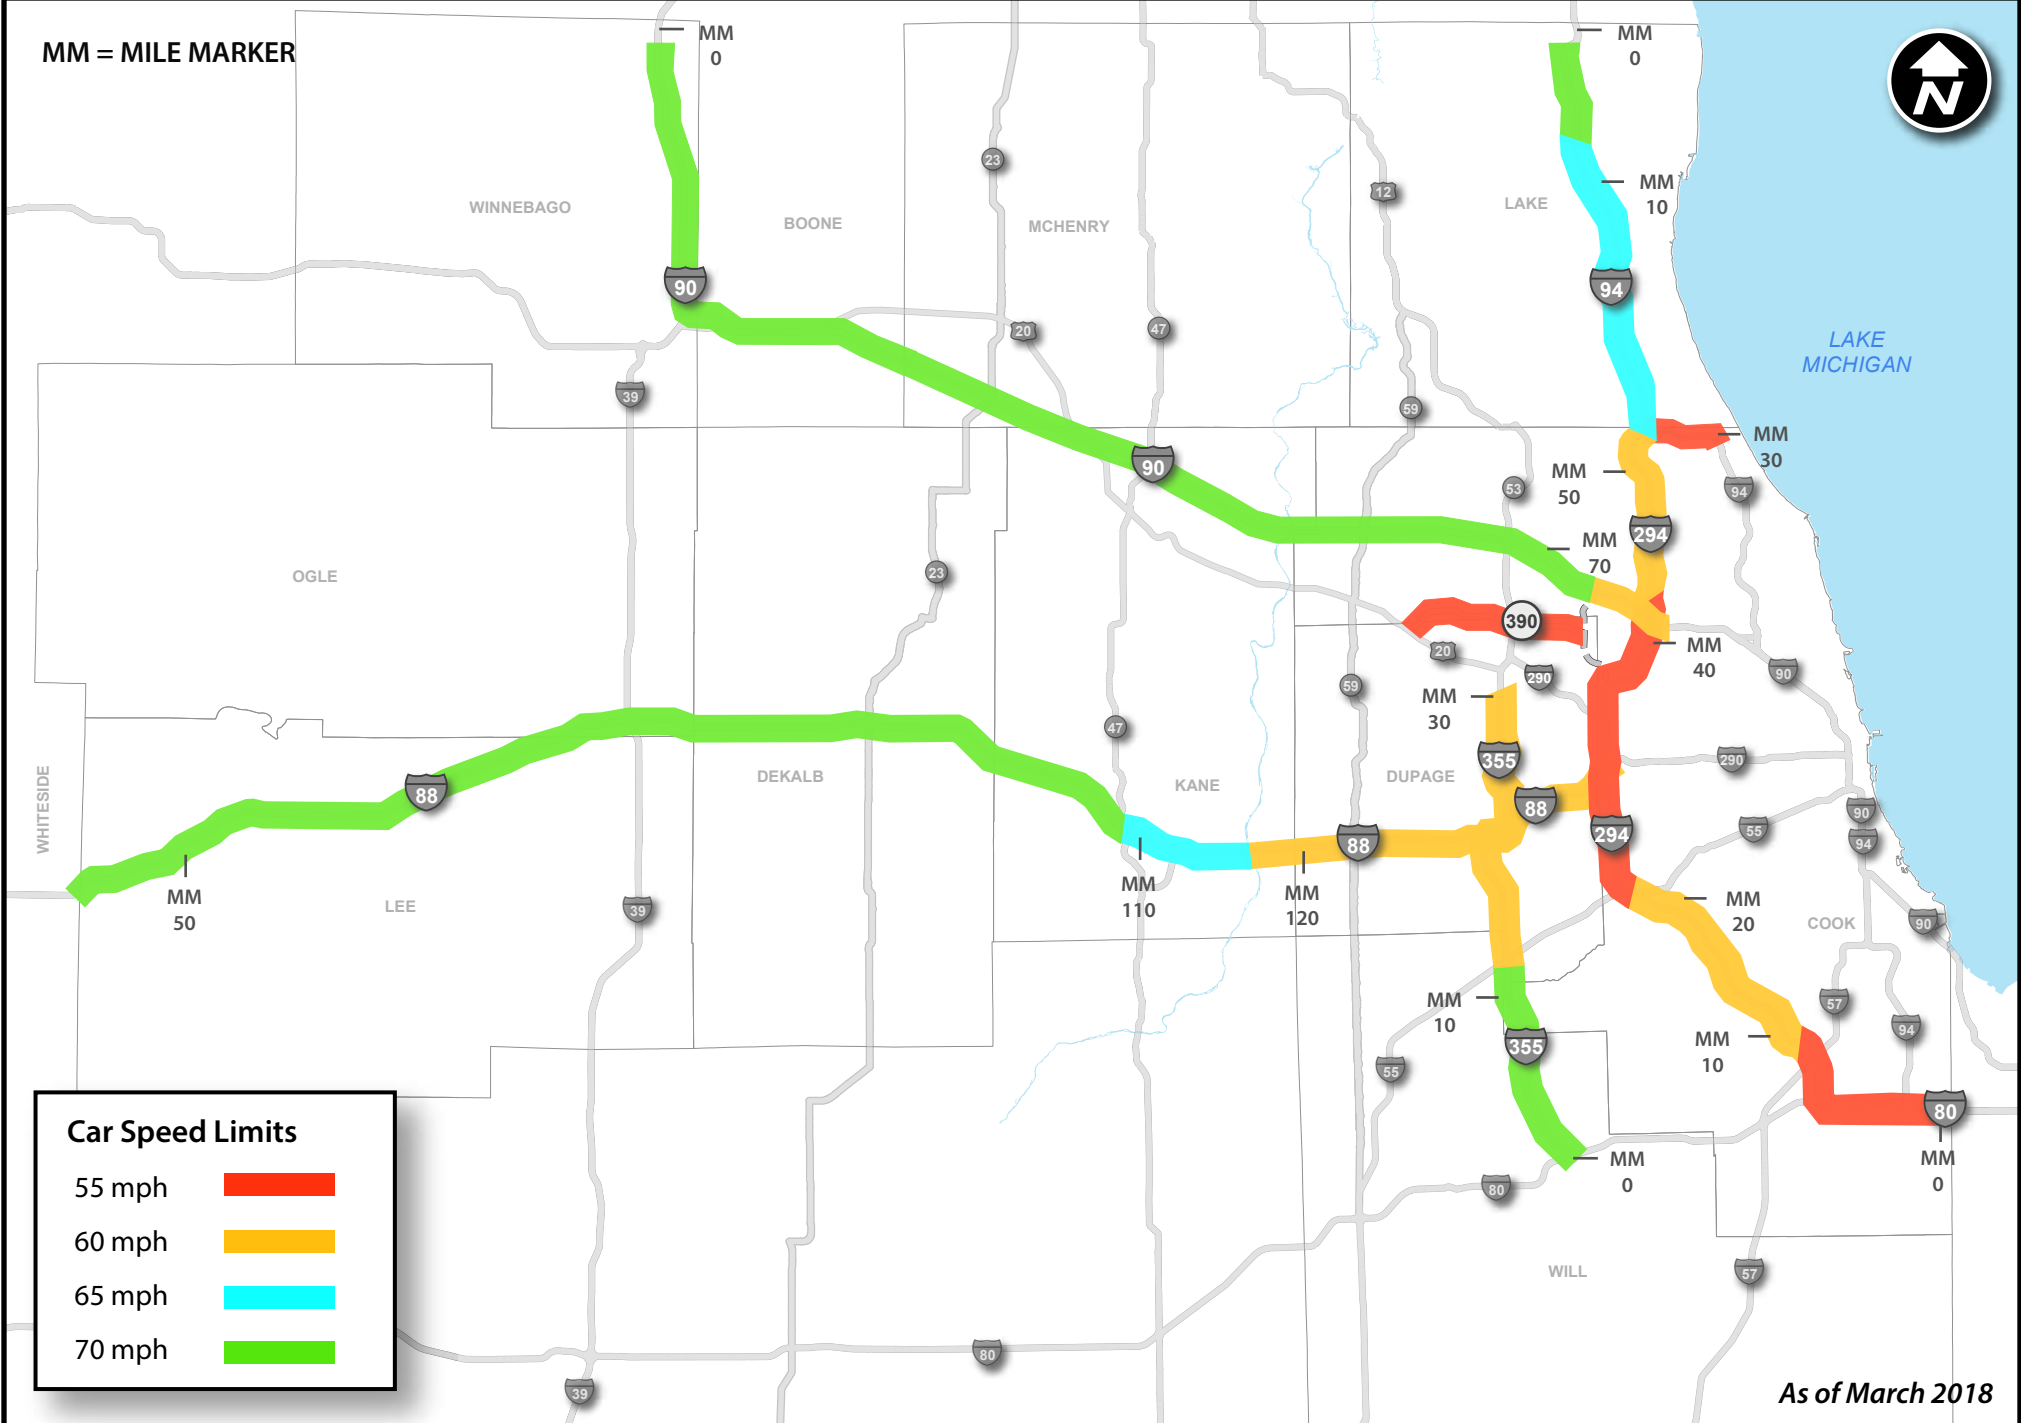 MM = MILE MARKER
MM
0
MM
0
N
23
12
MM
10
WINNEBAGO
BOONE
MCHENRY
LAKE
90
94
20
47
LAKE
MICHIGAN
39
59
MM
30
90
MM
50
53
94
294
MM
70
OGLE
23
390
20
MM
40
290
90
59
MM
30
47
355
290
WHITESIDE
88
DEKALB
KANE
DUPAGE
88
90
55
294
94
88
MM
50
LEE
39
MM
110
MM
120
MM
20
COOK
90
MM
10
57
94
355
MM
10
55
80
Car Speed Limits
55 mph
60 mph
65 mph
70 mph
MM
0
MM
0
80
WILL
57
80
39
As of March 2018